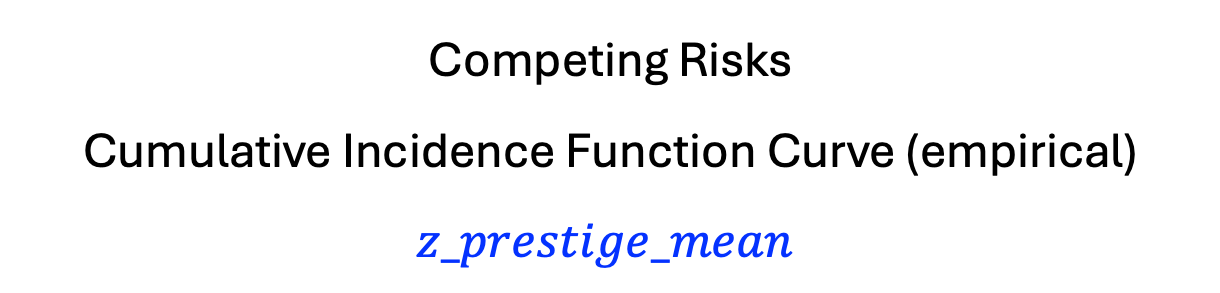 Competing Risks
Cumulative Incidence Function Curve (empirical)
z_prestige_mean